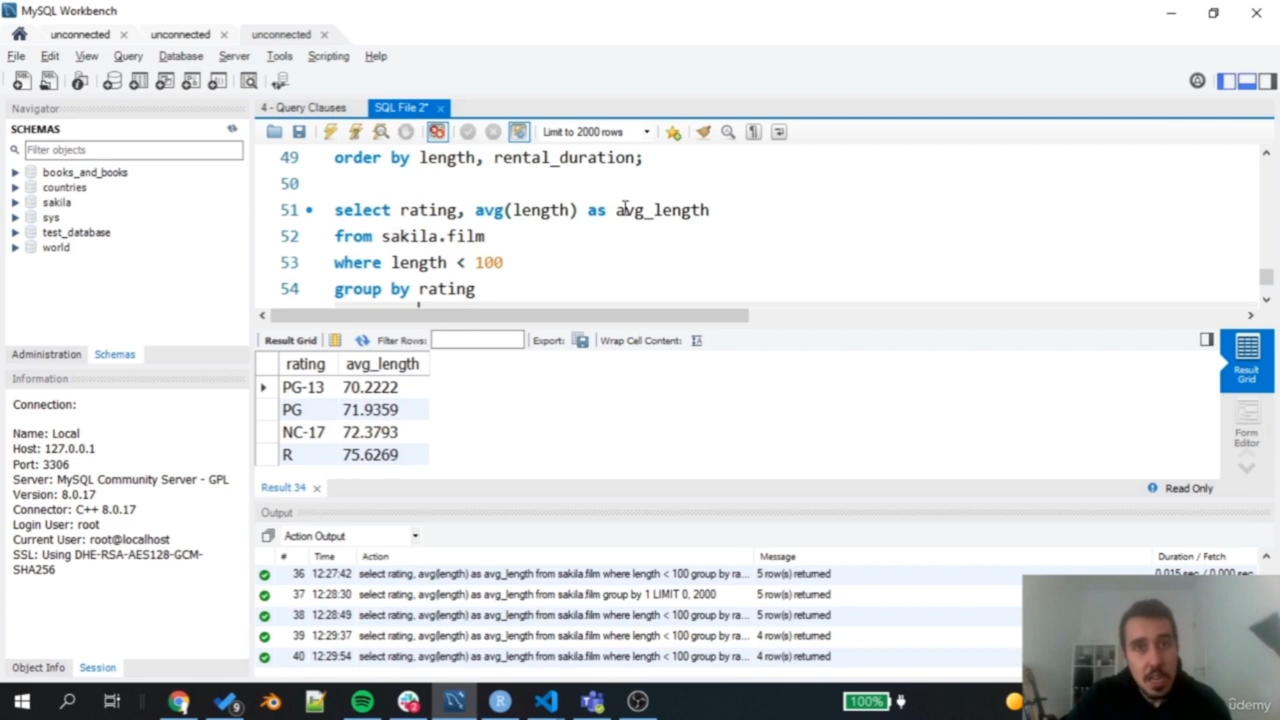 MySQL Workbench
unconnected × unconnected × unconnected ×
File Edit View Query Database Server Tools Scripting Help
Navigator
SCHEMAS
Filter objects
books_and_books
countries
sakila
sys
test_database
world
Administration Schemas
Information
Connection:
Name: Local
Host: 127.0.0.1
Port: 3306
Server: MySQL Community Server - GPL
Version: 8.0.17
Connector: C++ 8.0.17
Login User: root
Current User: root@localhost
SSL: Using DHE-RSA-AES128-GCM-
SHA256
Object Info Session
4 - Query Clauses SQL File 2* ×
Limit to 2000 rows
49 order by length, rental_duration;
50
51 select rating, avg(length) as avg_length
52 from sakila.film
53 where length < 100
54 group by rating
Result Grid Filter Rows: Export: Wrap Cell Content:
rating avg_length
PG-13 70.2222
PG 71.9359
NC-17 72.3793
R 75.6269
Result Grid
Form Editor
Result 34 × Read Only
Output
Action Output
# Time Action Message Duration / Fetch
36 12:27:42 select rating, avg(length) as avg_length from sakila.film where length < 100 group by ra... 5 row(s) returned 0.015 sec / 0.000 sec
37 12:28:30 select rating, avg(length) as avg_length from sakila.film group by 1 LIMIT 0, 2000 5 row(s) returned
38 12:28:49 select rating, avg(length) as avg_length from sakila.film where length < 100 group by ra... 5 row(s) returned
39 12:29:37 select rating, avg(length) as avg_length from sakila.film where length < 100 group by ra... 4 row(s) returned
40 12:29:54 select rating, avg(length) as avg_length from sakila.film where length < 100 group by ra... 4 row(s) returned
9
100%
ûdemy